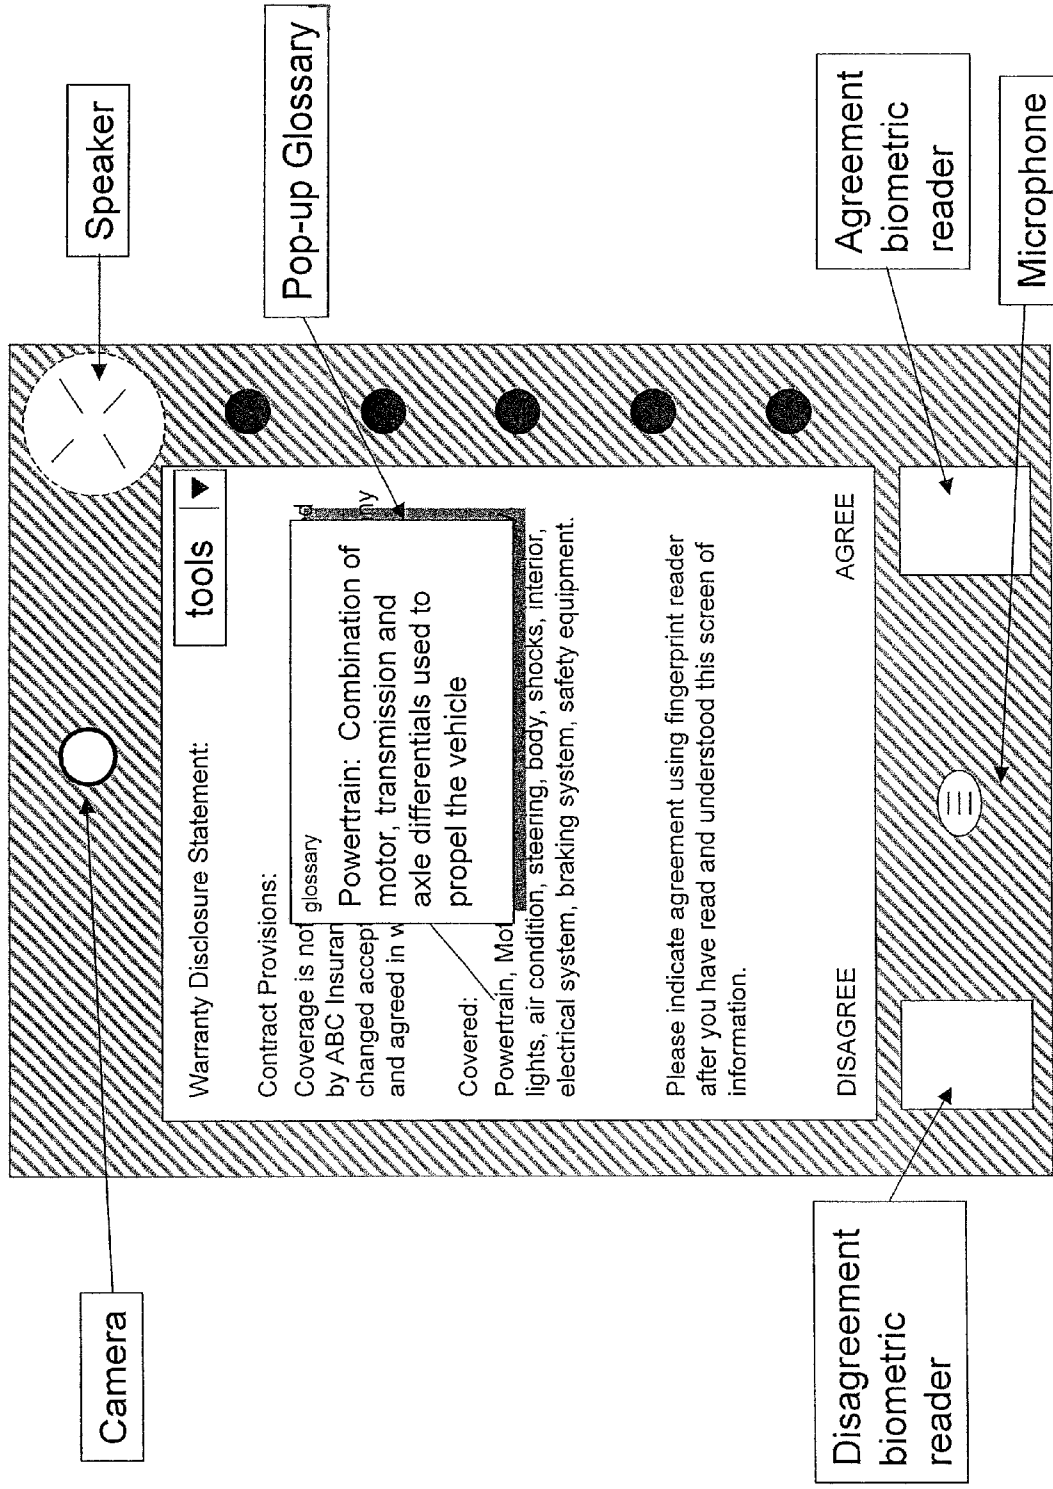 Camera
Speaker
Pop-up Glossary
tools
Warranty Disclosure Statement:
Contract Provisions:
Coverage is not
by ABC Insuran
changed accept
and agreed in w
glossary
Powertrain: Combination of
motor, transmission and
axle differentials used to
propel the vehicle
Covered:
Powertrain, Mot
lights, air condition, steering, body, shocks, interior,
electrical system, braking system, safety equipment.
Please indicate agreement using fingerprint reader
after you have read and understood this screen of
information.
DISAGREE AGREE
Disagreement
biometric
reader
Agreement
biometric
reader
Microphone